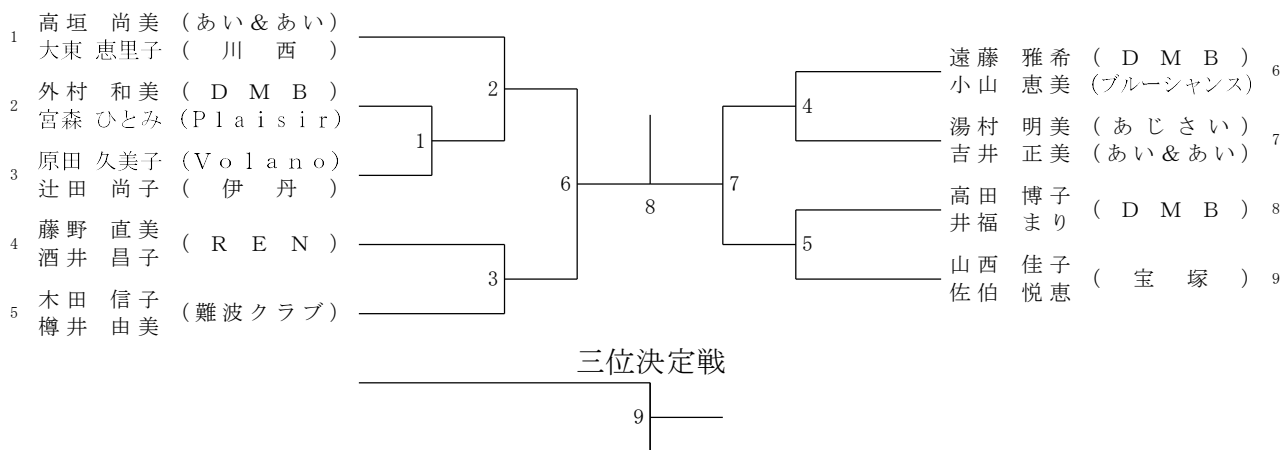 1 高垣 尚美 (あい&あい)
大東 恵里子 (川西)
2 外村 和美 (DMB)
宮森 ひとみ (Plaisir)
3 原田 久美子 (Volano)
辻田 尚子 (伊丹)
4 藤野 直美 (REN)
酒井 昌子
5 木田 信子 (難波クラブ)
樽井 由美
1
2
3
6
8
7
4
5
遠藤 雅希 (DMB) 6
小山 恵美 (ブルーシャンス)
湯村 明美 (あじさい) 7
吉井 正美 (あい&あい)
高田 博子 (DMB) 8
井福 まり
山西 佳子 (宝塚) 9
佐伯 悦恵
三位決定戦
9